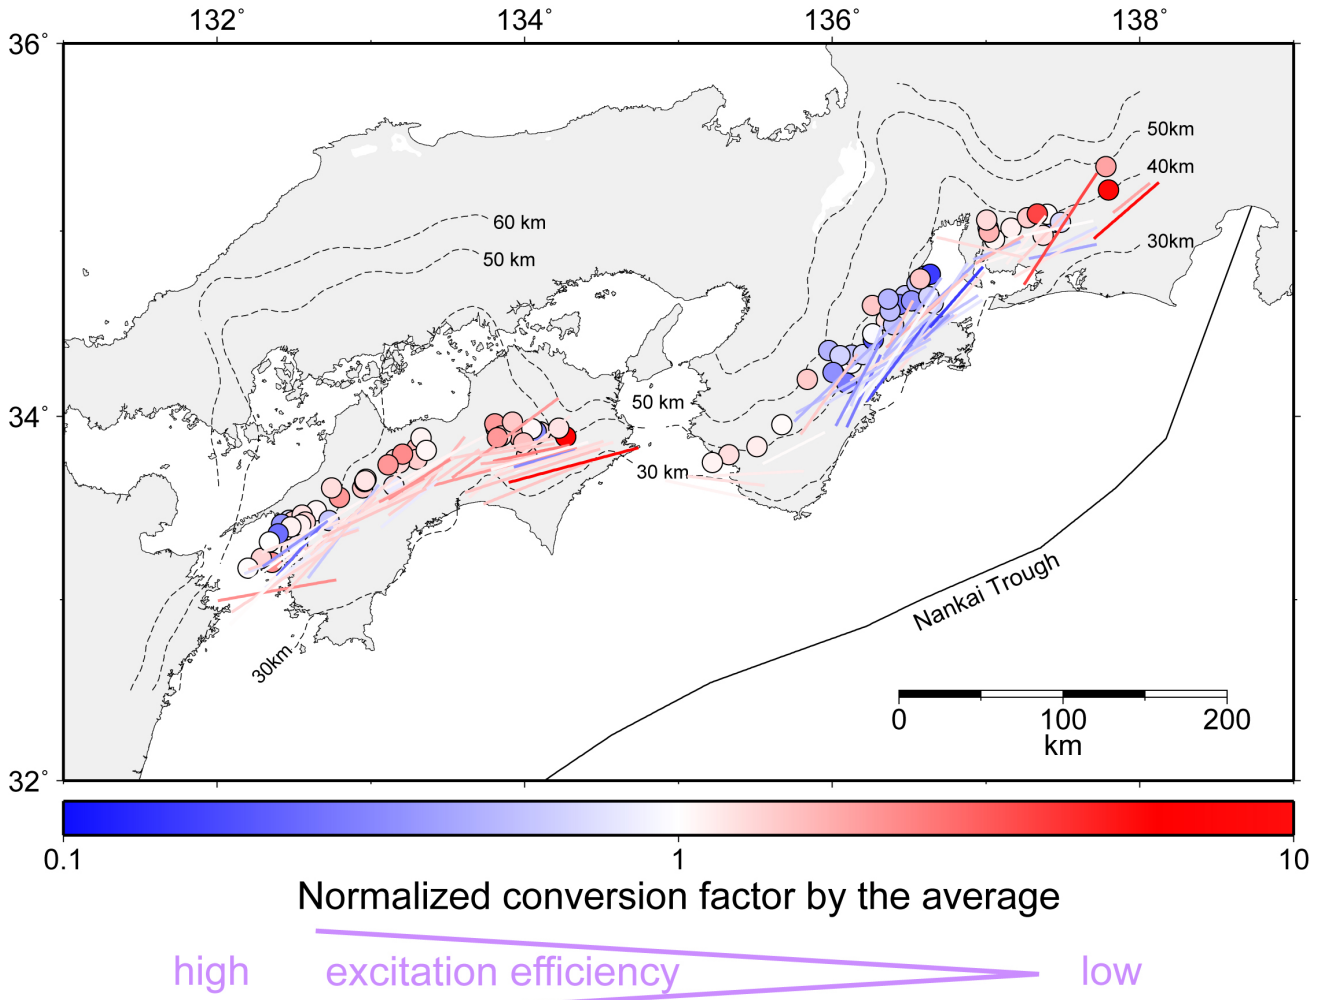 132° 134° 136° 138°
36°
50km
40km
60 km
30km
50 km
34°
50 km
30 km
Nankai Trough
30km
0 100 200
km
32°
0.1 1 10
Normalized conversion factor by the average
high excitation efficiency low